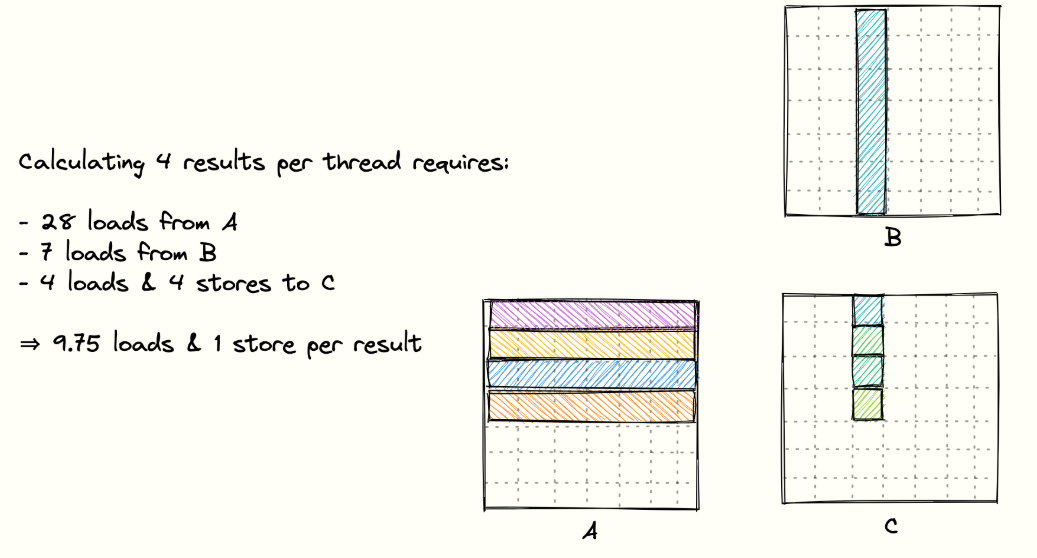 Calculating 4 results per thread requires:
- 28 loads from A
- 7 loads from B
- 4 loads & 4 stores to C
⇒ 9.75 loads & 1 store per result
B
A
C